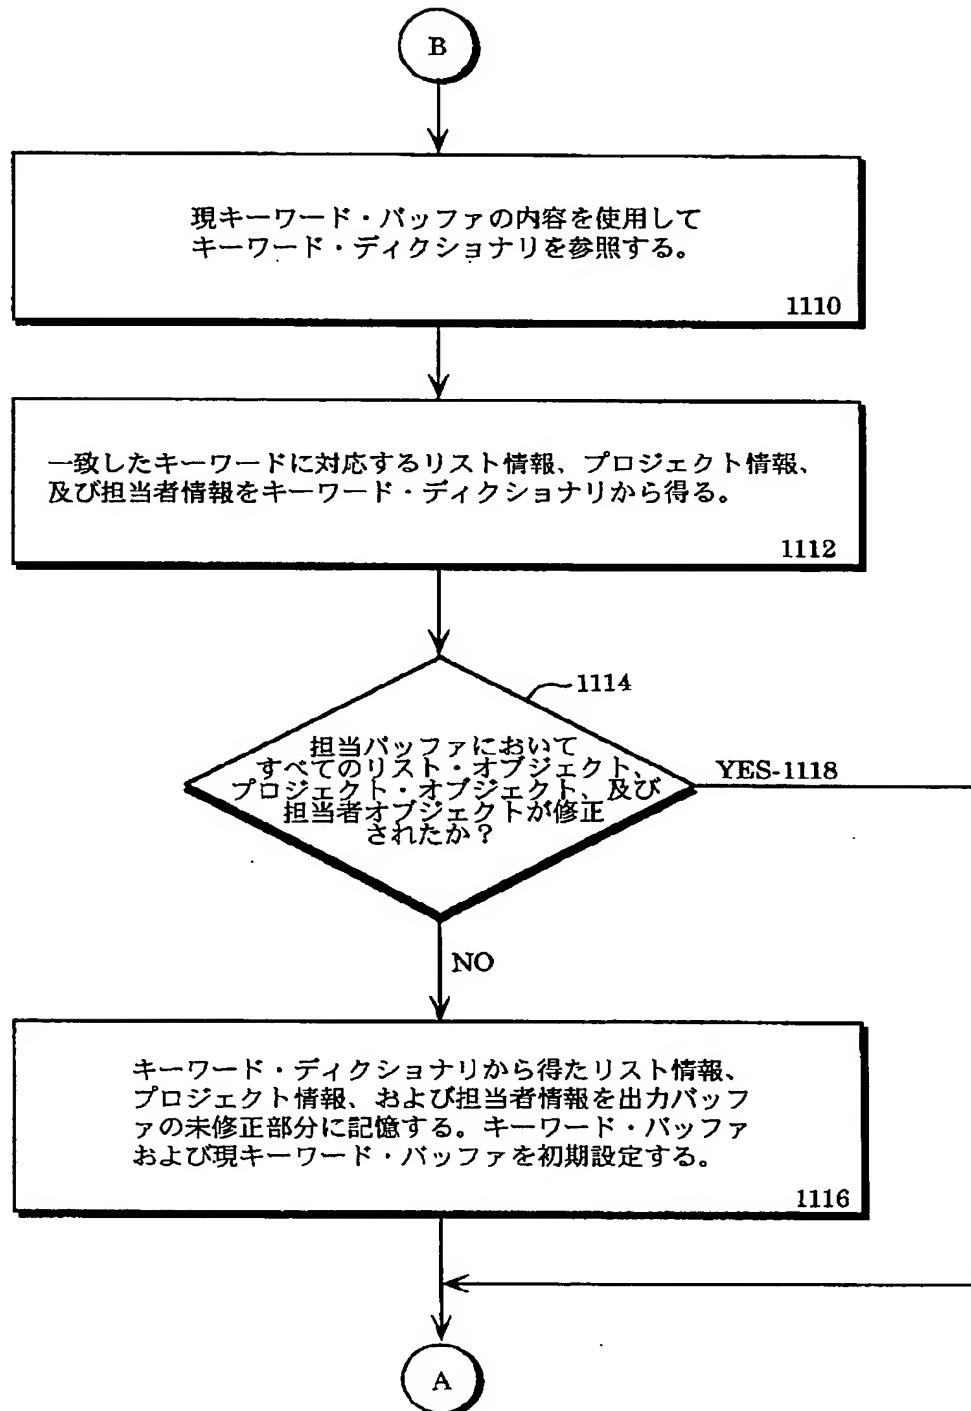 B
現キーワード・バッファの内容を使用して
キーワード・ディクショナリを参照する。
1110
一致したキーワードに対応するリスト情報、プロジェクト情報、
及び担当者情報をキーワード・ディクショナリから得る。
1112
1114
担当バッファにおいて
すべてのリスト・オブジェクト、
プロジェクト・オブジェクト、及び
担当者オブジェクトが修正
されたか？
YES-1118
NO
キーワード・ディクショナリから得たリスト情報、
プロジェクト情報、および担当者情報を出力バッフ
ァの未修正部分に記憶する。キーワード・バッファ
および現キーワード・バッファを初期設定する。
1116
A